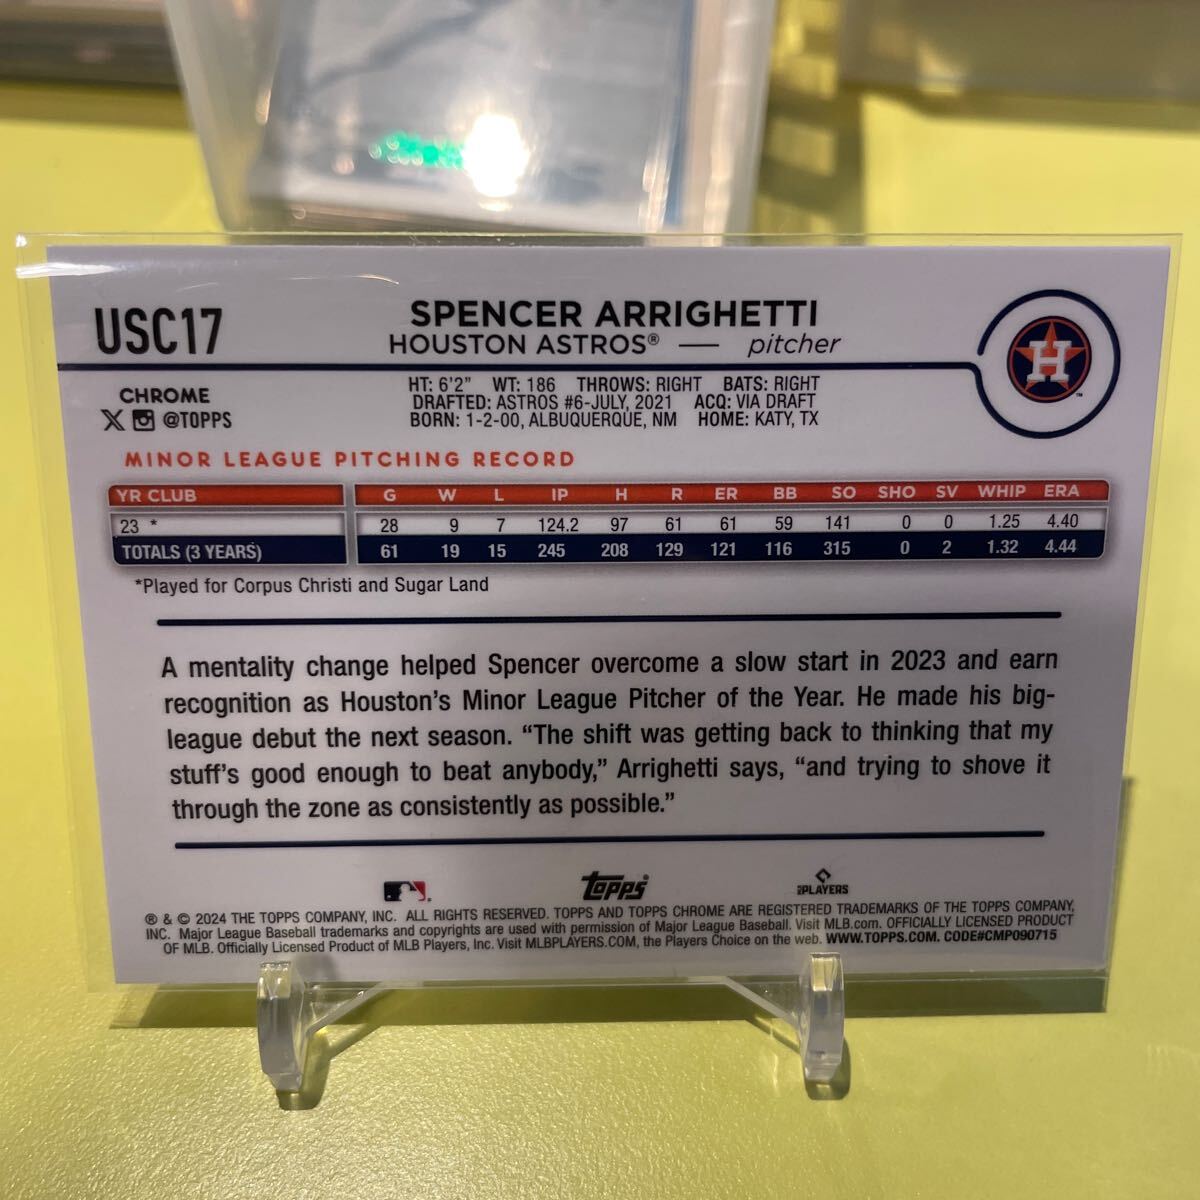 USC17
SPENCER ARRIGHETTI
HOUSTON ASTROS® — pitcher
H
CHROME
X @TOPPS
HT: 6'2" WT: 186 THROWS: RIGHT BATS: RIGHT
DRAFTED: ASTROS #6-JULY, 2021 ACQ: VIA DRAFT
BORN: 1-2-00, ALBUQUERQUE, NM HOME: KATY, TX
MINOR LEAGUE PITCHING RECORD
YR CLUB G W L IP H R ER BB SO SHO SV WHIP ERA
23 * 28 9 7 124.2 97 61 61 59 141 0 0 1.25 4.40
TOTALS (3 YEARS) 61 19 15 245 208 129 121 116 315 0 2 1.32 4.44
*Played for Corpus Christi and Sugar Land
A mentality change helped Spencer overcome a slow start in 2023 and earn
recognition as Houston's Minor League Pitcher of the Year. He made his big-
league debut the next season. “The shift was getting back to thinking that my
stuff's good enough to beat anybody,” Arrighetti says, “and trying to shove it
through the zone as consistently as possible.”
topps
MLB PLAYERS
® & © 2024 THE TOPPS COMPANY, INC. ALL RIGHTS RESERVED. TOPPS AND TOPPS CHROME ARE REGISTERED TRADEMARKS OF THE TOPPS COMPANY,
INC. Major League Baseball trademarks and copyrights are used with permission of Major League Baseball. Visit MLB.com. OFFICIALLY LICENSED PRODUCT
OF MLB. Officially Licensed Product of MLB Players, Inc. Visit MLBPLAYERS.COM, the Players Choice on the web. WWW.TOPPS.COM. CODE#CMP090715